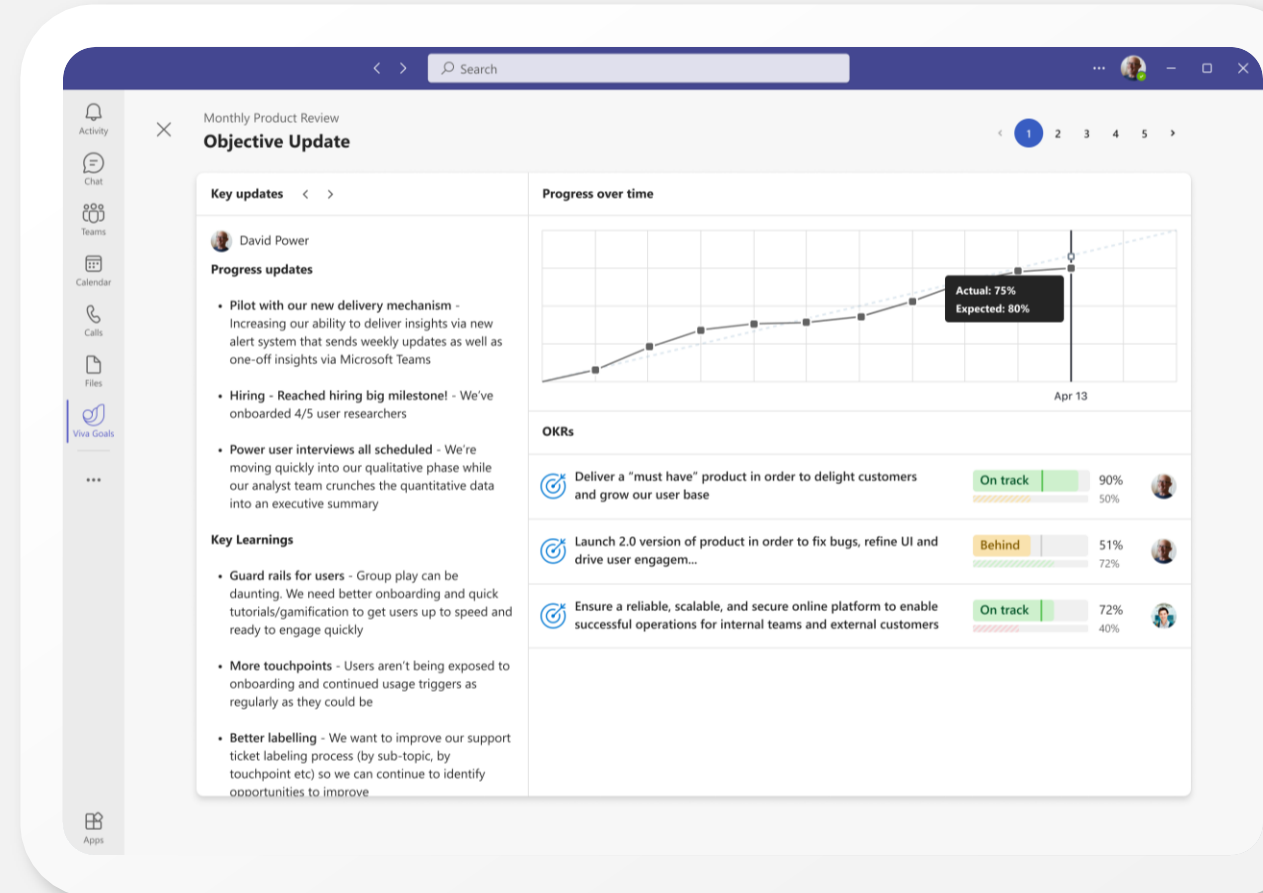 Search
Activity
Chat
Teams
Calendar
Calls
Files
Viva Goals
Apps
Monthly Product Review
Objective Update
1 2 3 4 5
Key updates
David Power
Progress updates
• Pilot with our new delivery mechanism -
Increasing our ability to deliver insights via new
alert system that sends weekly updates as well as
one-off insights via Microsoft Teams
• Hiring - Reached hiring big milestone! - We've
onboarded 4/5 user researchers
• Power user interviews all scheduled - We're
moving quickly into our qualitative phase while
our analyst team crunches the quantitative data
into an executive summary
Key Learnings
• Guard rails for users - Group play can be
daunting. We need better onboarding and quick
tutorials/gamification to get users up to speed and
ready to engage quickly
• More touchpoints - Users aren't being exposed to
onboarding and continued usage triggers as
regularly as they could be
• Better labelling - We want to improve our support
ticket labeling process (by sub-topic, by
touchpoint etc) so we can continue to identify
opportunities to improve
Progress over time
Actual: 75%
Expected: 80%
Apr 13
OKRs
Deliver a "must have" product in order to delight customers
and grow our user base
On track
90%
50%
Launch 2.0 version of product in order to fix bugs, refine UI and
drive user engagem...
Behind
51%
72%
Ensure a reliable, scalable, and secure online platform to enable
successful operations for internal teams and external customers
On track
72%
40%